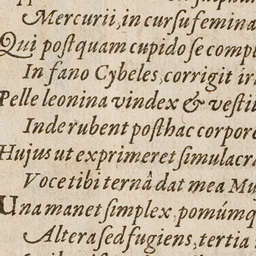 Mercurii, in cursu femina
Qui postquam cupido se compl
In fano Cybeles, corrigit ir
Pelle leonina vindex & vesti
Inde rubent posthac corpore
Hujus ut exprimeret simulacra
Voce tibi ternâ dat mea Mu
Una manet simplex, pomúmq
Altera sed fugiens, tertia